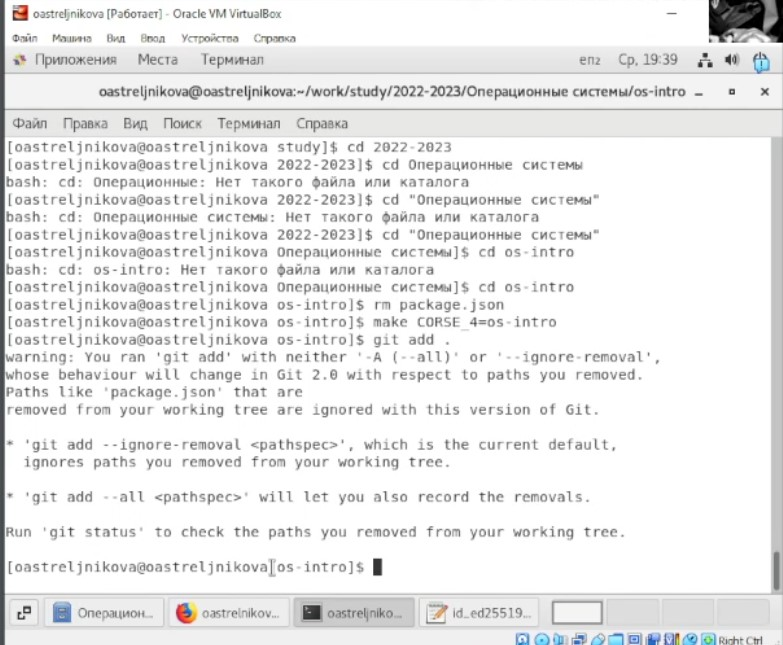 oastreljnikova [Работает] - Oracle VM VirtualBox
Файл Машина Вид Ввод Устройства Справка
Приложения Места Терминал en2 Ср, 19:39
oastreljnikova@oastreljnikova:~/work/study/2022-2023/Операционные системы/os-intro
Файл Правка Вид Поиск Терминал Справка
[oastreljnikova@oastreljnikova study]$ cd 2022-2023
[oastreljnikova@oastreljnikova 2022-2023]$ cd Операционные системы
bash: cd: Операционные: Нет такого файла или каталога
[oastreljnikova@oastreljnikova 2022-2023]$ cd "Операционные системы"
bash: cd: Операционные системы: Нет такого файла или каталога
[oastreljnikova@oastreljnikova 2022-2023]$ cd "Операционные системы"
[oastreljnikova@oastreljnikova Операционные системы]$ cd os-intro
bash: cd: os-intro: Нет такого файла или каталога
[oastreljnikova@oastreljnikova Операционные системы]$ cd os-intro
[oastreljnikova@oastreljnikova os-intro]$ rm package.json
[oastreljnikova@oastreljnikova os-intro]$ make CORSE_4=os-intro
[oastreljnikova@oastreljnikova os-intro]$ git add .
warning: You ran 'git add' with neither '-A (--all)' or '--ignore-removal',
whose behaviour will change in Git 2.0 with respect to paths you removed.
Paths like 'package.json' that are
removed from your working tree are ignored with this version of Git.
* 'git add --ignore-removal <pathspec>', which is the current default,
ignores paths you removed from your working tree.
* 'git add --all <pathspec>' will let you also record the removals.
Run 'git status' to check the paths you removed from your working tree.
[oastreljnikova@oastreljnikova os-intro]$
Операцион... oastrelnikov... oastreljniko... id_ed25519...
Right Ctrl